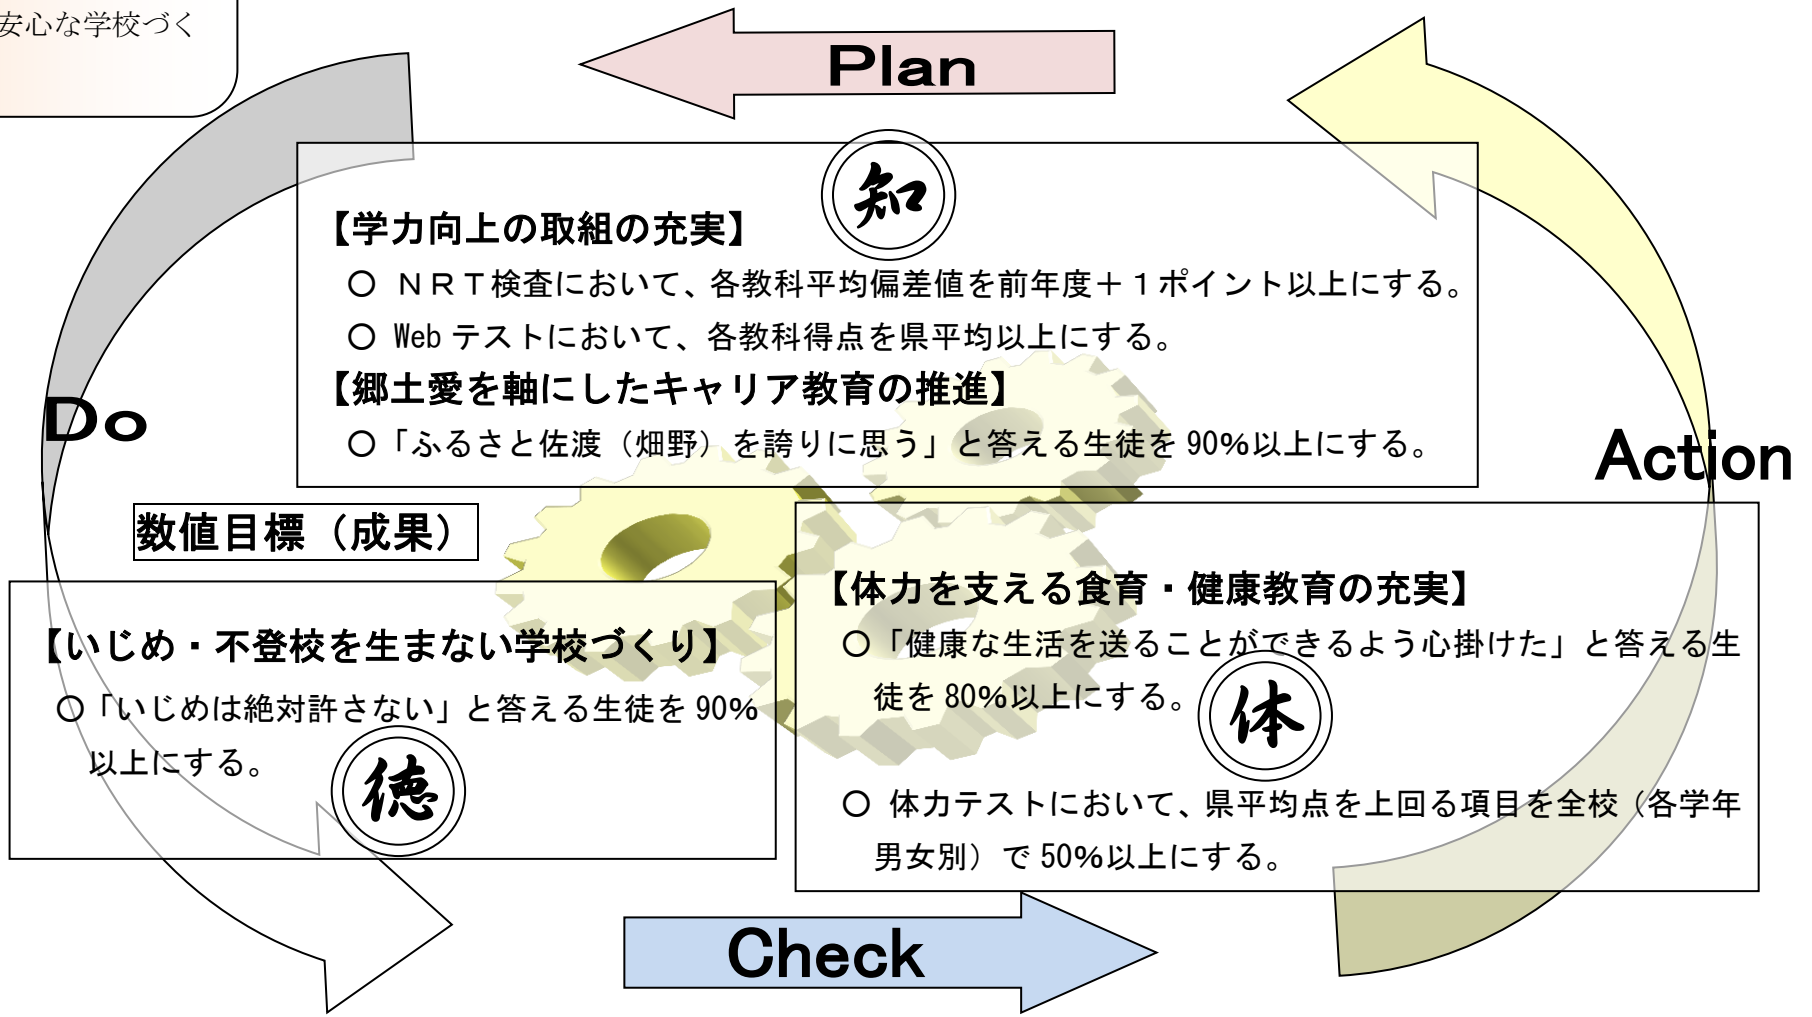 安心な学校づく
Plan
知
【学力向上の取組の充実】
○ ＮＲＴ検査において、各教科平均偏差値を前年度＋１ポイント以上にする。
○ Web テストにおいて、各教科得点を県平均以上にする。
【郷土愛を軸にしたキャリア教育の推進】
○「ふるさと佐渡（畑野）を誇りに思う」と答える生徒を 90%以上にする。
Do
Action
数値目標（成果）
【いじめ・不登校を生まない学校づくり】
○「いじめは絶対許さない」と答える生徒を 90%
以上にする。
徳
【体力を支える食育・健康教育の充実】
○「健康な生活を送ることができるよう心掛けた」と答える生
徒を 80%以上にする。
体
○ 体力テストにおいて、県平均点を上回る項目を全校（各学年
男女別）で 50%以上にする。
Check